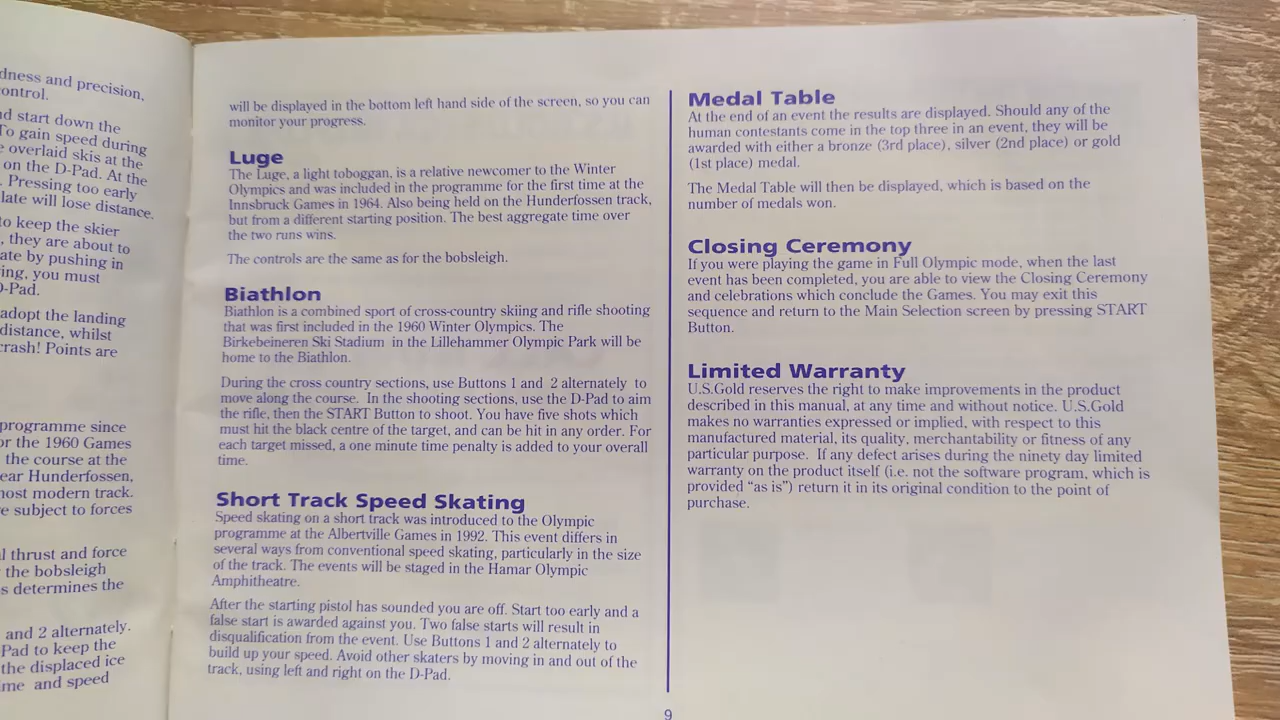 dness and precision,
ontrol.
nd start down the
To gain speed during
e overlaid skis at the
on the D-Pad. At the
. Pressing too early
late will lose distance.
to keep the skier
, they are about to
ate by pushing in
ring, you must
D-Pad.
adopt the landing
distance, whilst
crash! Points are
programme since
or the 1960 Games
the course at the
ear Hunderfossen,
most modern track.
e subject to forces
al thrust and force
the bobsleigh
s determines the
and 2 alternately.
Pad to keep the
the displaced ice
ime and speed
will be displayed in the bottom left hand side of the screen, so you can
monitor your progress.
Luge
The Luge, a light toboggan, is a relative newcomer to the Winter
Olympics and was included in the programme for the first time at the
Innsbruck Games in 1964. Also being held on the Hunderfossen track,
but from a different starting position. The best aggregate time over
the two runs wins.
The controls are the same as for the bobsleigh.
Biathlon
Biathlon is a combined sport of cross-country skiing and rifle shooting
that was first included in the 1960 Winter Olympics. The
Birkebeineren Ski Stadium in the Lillehammer Olympic Park will be
home to the Biathlon.
During the cross country sections, use Buttons 1 and 2 alternately to
move along the course. In the shooting sections, use the D-Pad to aim
the rifle, then the START Button to shoot. You have five shots which
must hit the black centre of the target, and can be hit in any order. For
each target missed, a one minute time penalty is added to your overall
time.
Short Track Speed Skating
Speed skating on a short track was introduced to the Olympic
programme at the Albertville Games in 1992. This event differs in
several ways from conventional speed skating, particularly in the size
of the track. The events will be staged in the Hamar Olympic
Amphitheatre.
After the starting pistol has sounded you are off. Start too early and a
false start is awarded against you. Two false starts will result in
disqualification from the event. Use Buttons 1 and 2 alternately to
build up your speed. Avoid other skaters by moving in and out of the
track, using left and right on the D-Pad.
Medal Table
At the end of an event the results are displayed. Should any of the
human contestants come in the top three in an event, they will be
awarded with either a bronze (3rd place), silver (2nd place) or gold
(1st place) medal.
The Medal Table will then be displayed, which is based on the
number of medals won.
Closing Ceremony
If you were playing the game in Full Olympic mode, when the last
event has been completed, you are able to view the Closing Ceremony
and celebrations which conclude the Games. You may exit this
sequence and return to the Main Selection screen by pressing START
Button.
Limited Warranty
U.S.Gold reserves the right to make improvements in the product
described in this manual, at any time and without notice. U.S.Gold
makes no warranties expressed or implied, with respect to this
manufactured material, its quality, merchantability or fitness of any
particular purpose. If any defect arises during the ninety day limited
warranty on the product itself (i.e. not the software program, which is
provided “as is”) return it in its original condition to the point of
purchase.
9